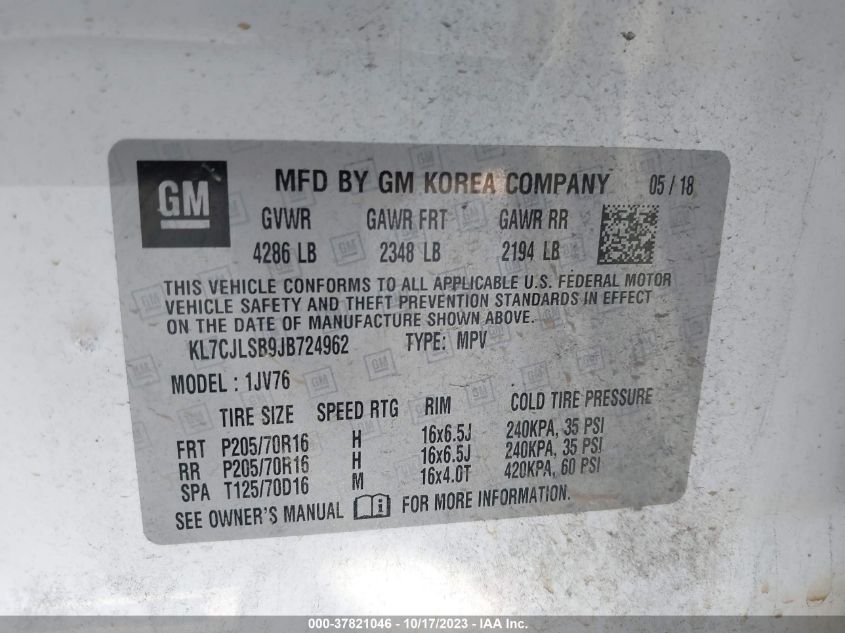 GM MFD BY GM KOREA COMPANY 05 / 18
GVWR GAWR FRT GAWR RR
4286 LB 2348 LB 2194 LB
THIS VEHICLE CONFORMS TO ALL APPLICABLE U.S. FEDERAL MOTOR
VEHICLE SAFETY AND THEFT PREVENTION STANDARDS IN EFFECT
ON THE DATE OF MANUFACTURE SHOWN ABOVE.
KL7CJLSB9JB724962 TYPE: MPV
MODEL : 1JV76
TIRE SIZE SPEED RTG RIM COLD TIRE PRESSURE
FRT P205/70R16 H 16x6.5J 240KPA, 35 PSI
RR P205/70R16 H 16x6.5J 240KPA, 35 PSI
SPA T125/70D16 M 16x4.0T 420KPA, 60 PSI
SEE OWNER'S MANUAL i FOR MORE INFORMATION.
000-37821046 - 10/17/2023 - IAA Inc.